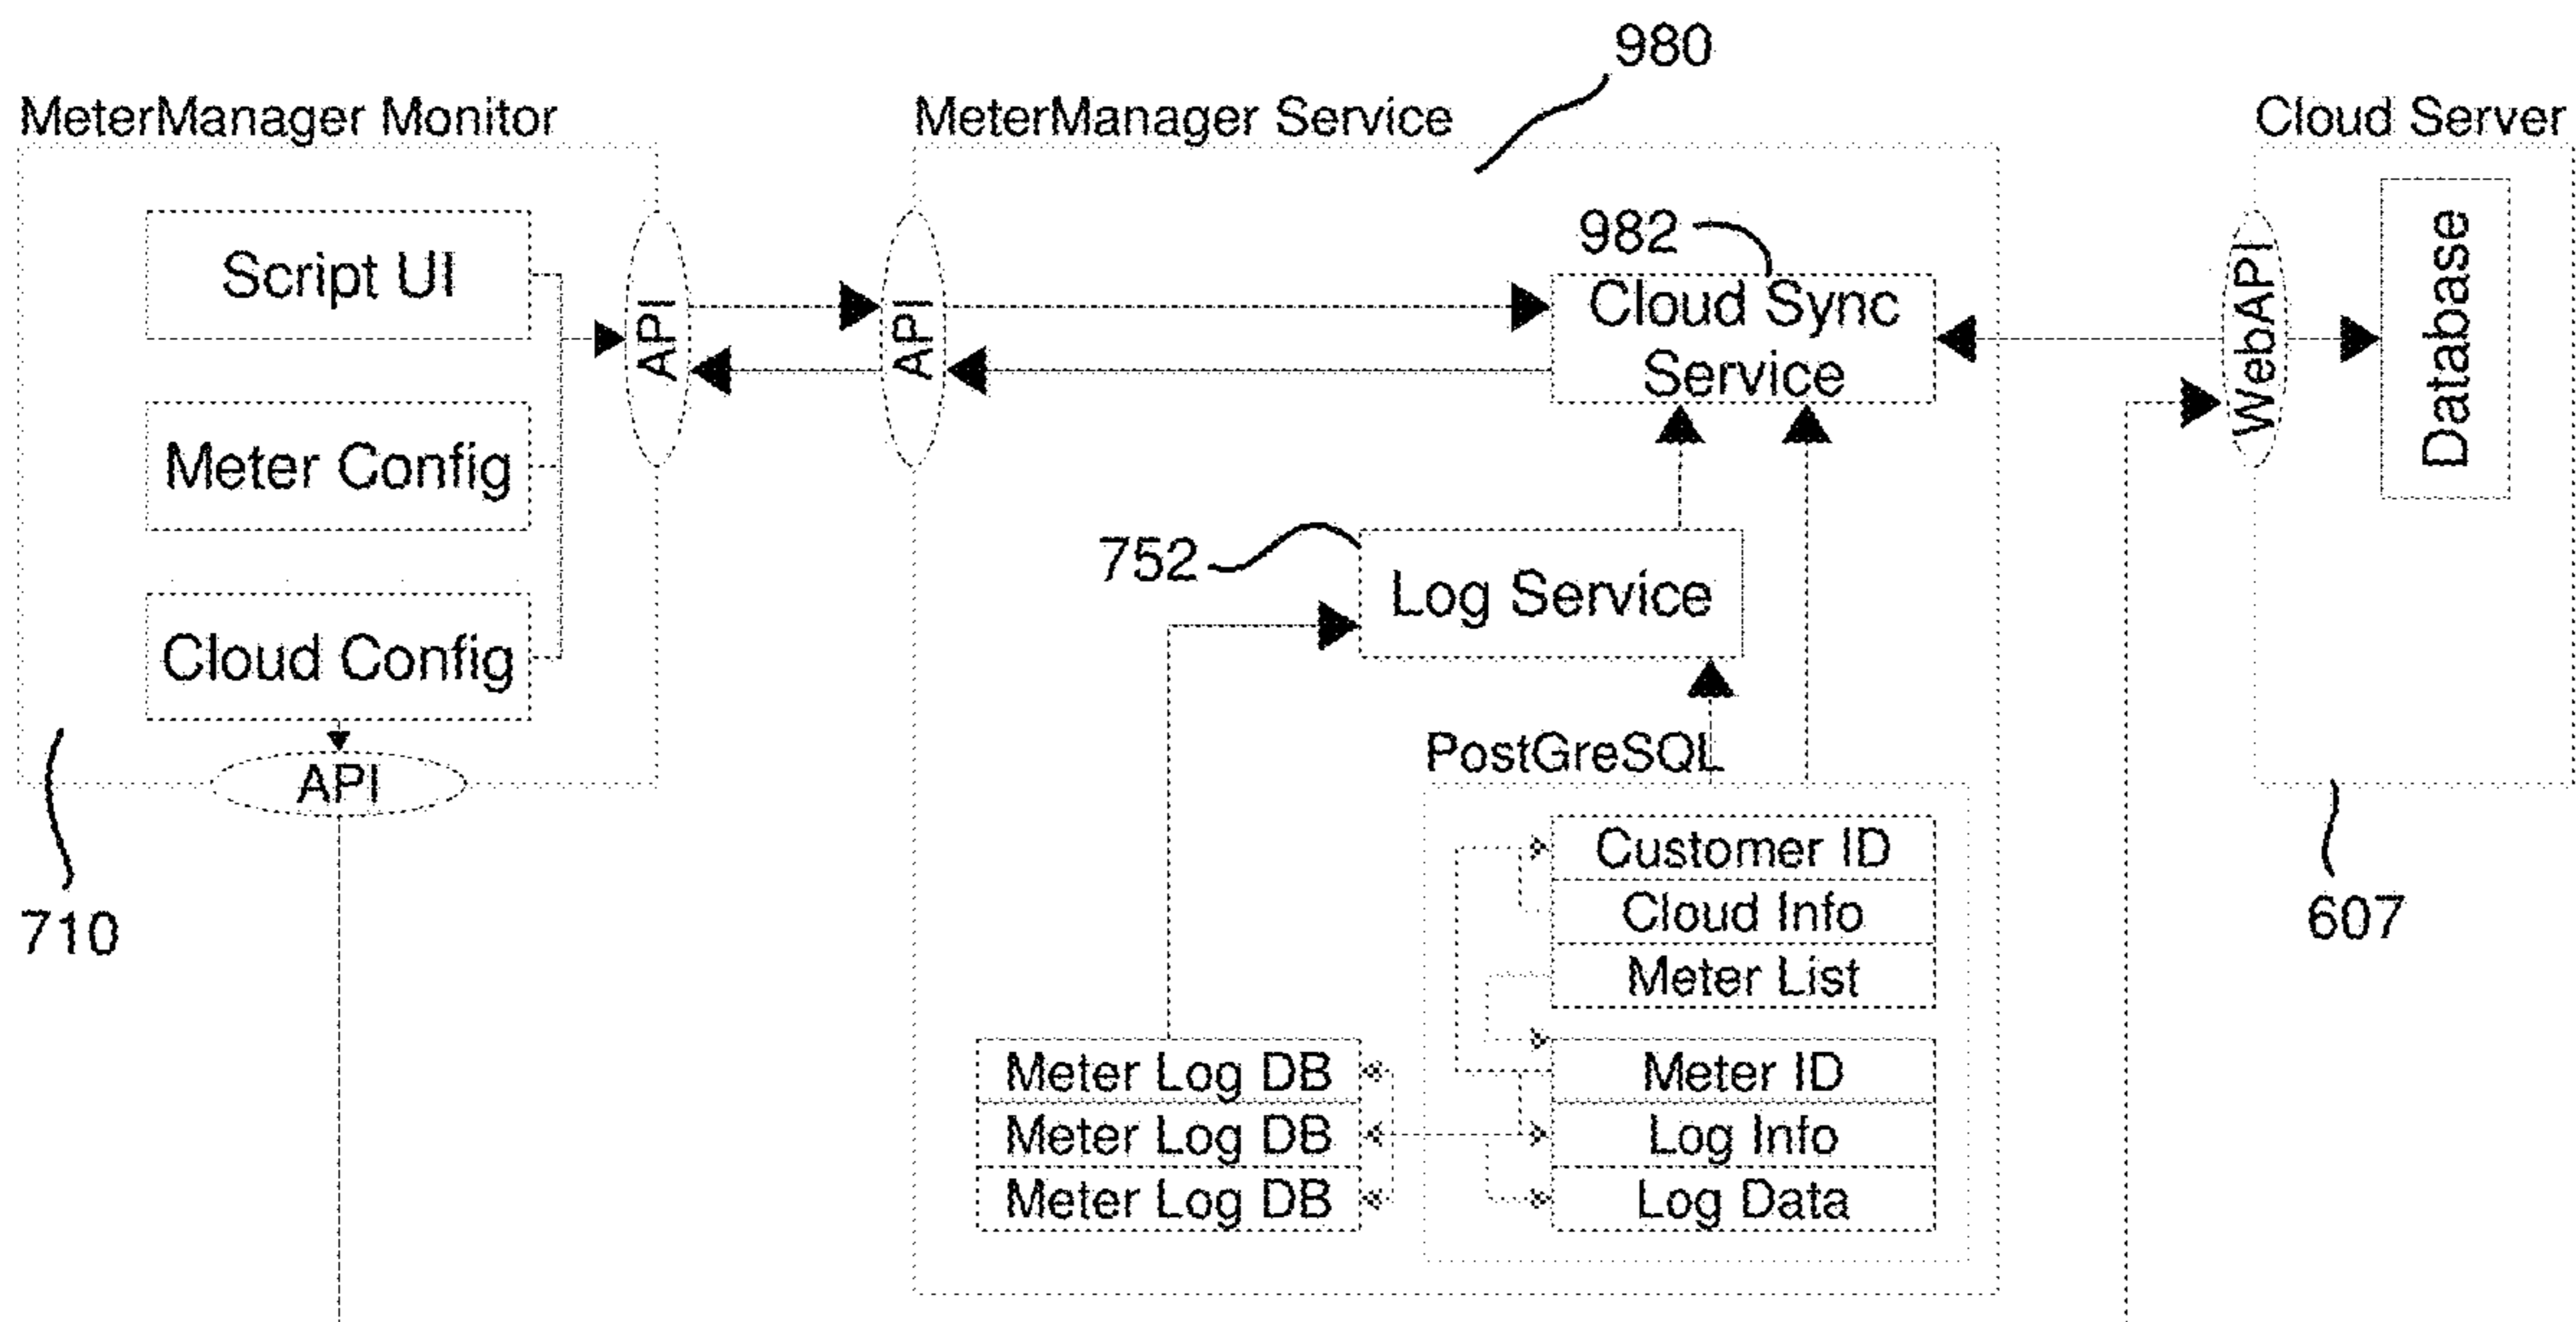 980
MeterManager Monitor
MeterManager Service
Cloud Server
Script UI
API
API
982
Cloud Sync
Service
WebAPI
Database
Meter Config
752
Log Service
Cloud Config
PostGreSQL
API
710
Customer ID
Cloud Info
Meter List
607
Meter Log DB
Meter Log DB
Meter Log DB
Meter ID
Log Info
Log Data